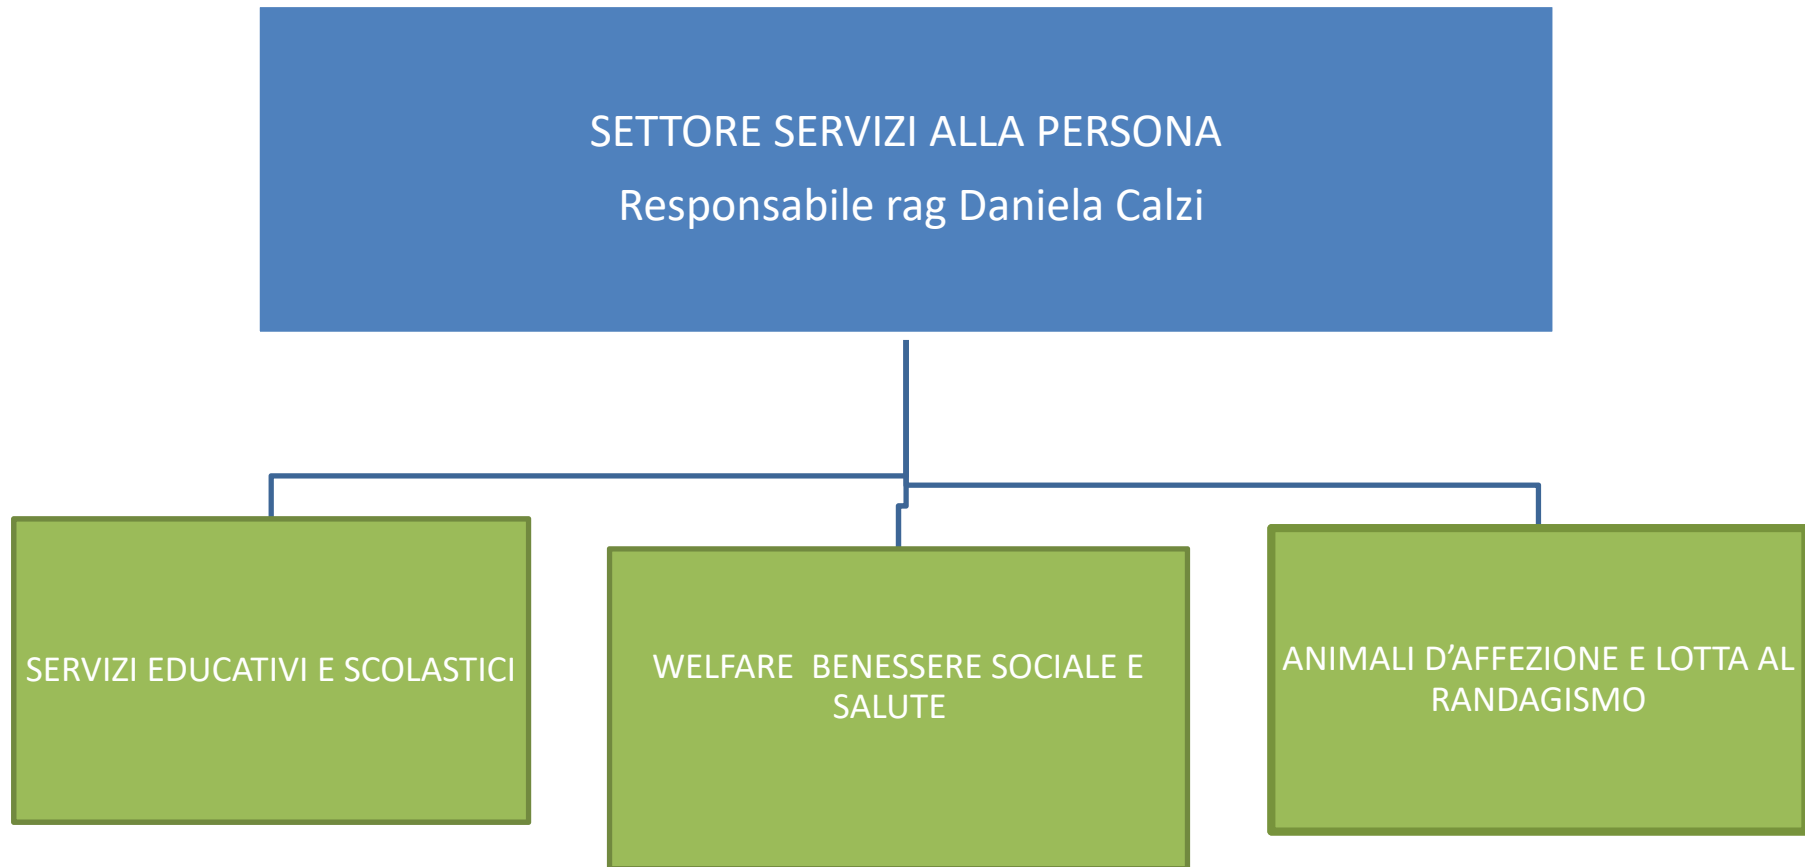 SETTORE SERVIZI ALLA PERSONA
Responsabile rag Daniela Calzi
SERVIZI EDUCATIVI E SCOLASTICI
WELFARE  BENESSERE SOCIALE E
SALUTE
ANIMALI D’AFFEZIONE E LOTTA AL
RANDAGISMO